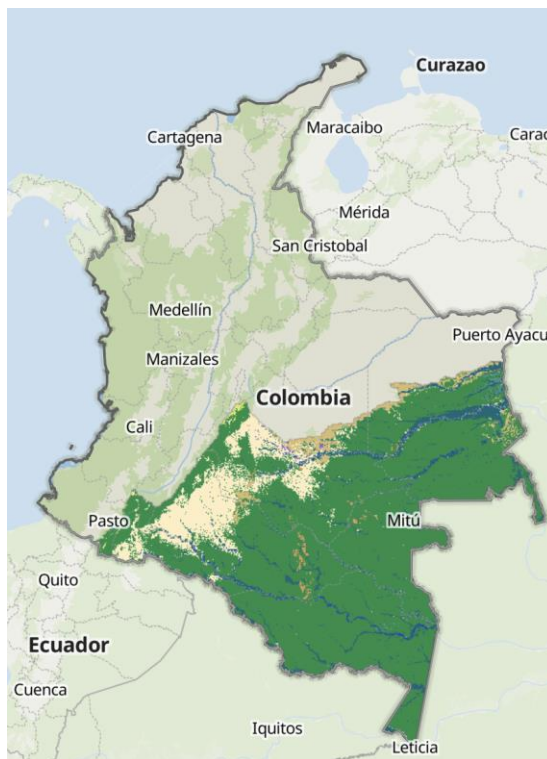 Curazao
Cartagena
Maracaibo
Carac
Mérida
San Cristobal
Medellín
Puerto Ayacu
Manizales
Colombia
Cali
Pasto
Mitú
Quito
Ecuador
Cuenca
Iquitos
Leticia